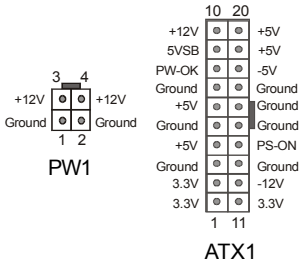 10 20
+12V +5V
5VSB +5V
PW-OK -5V
Ground Ground
+5V Ground
Ground Ground
+5V PS-ON
Ground Ground
3.3V -12V
3.3V 3.3V
1 11
ATX1
3 4
+12V +12V
Ground Ground
1 2
PW1